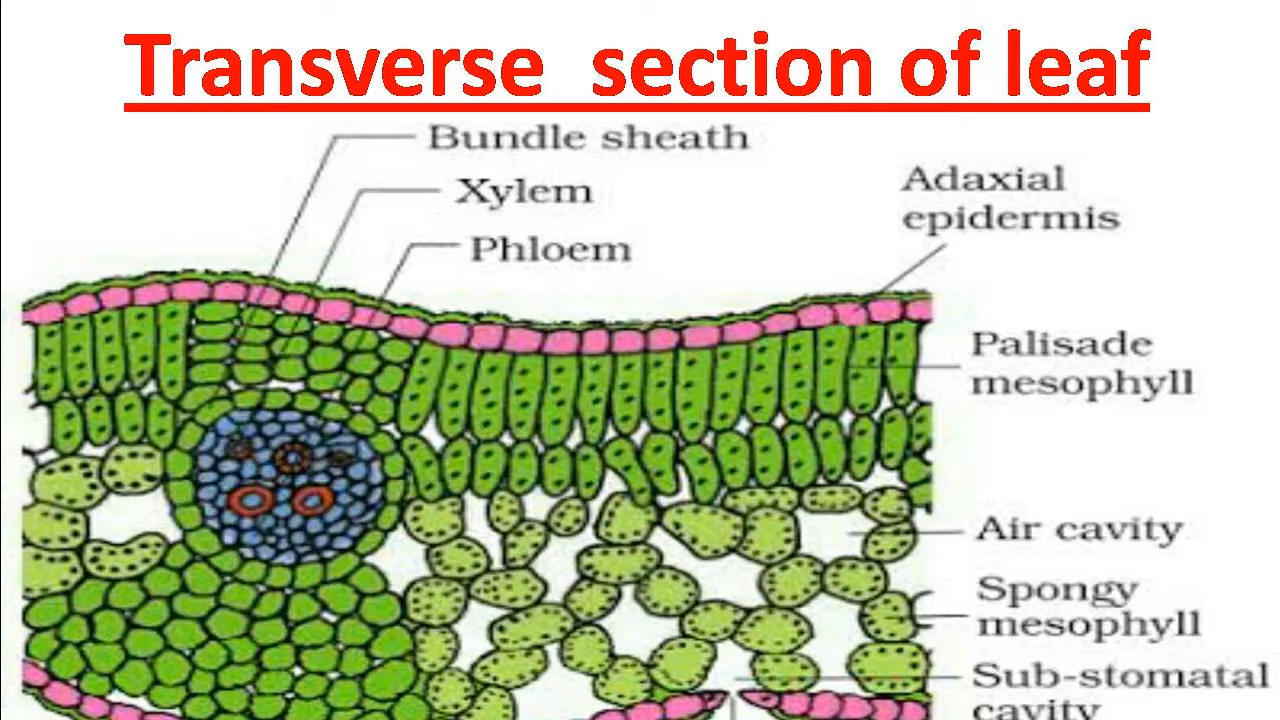 Transverse section of leaf
Bundle sheath
Xylem
Phloem
Adaxial
epidermis
Palisade
mesophyll
Air cavity
Spongy
mesophyll
Sub-stomatal
cavity